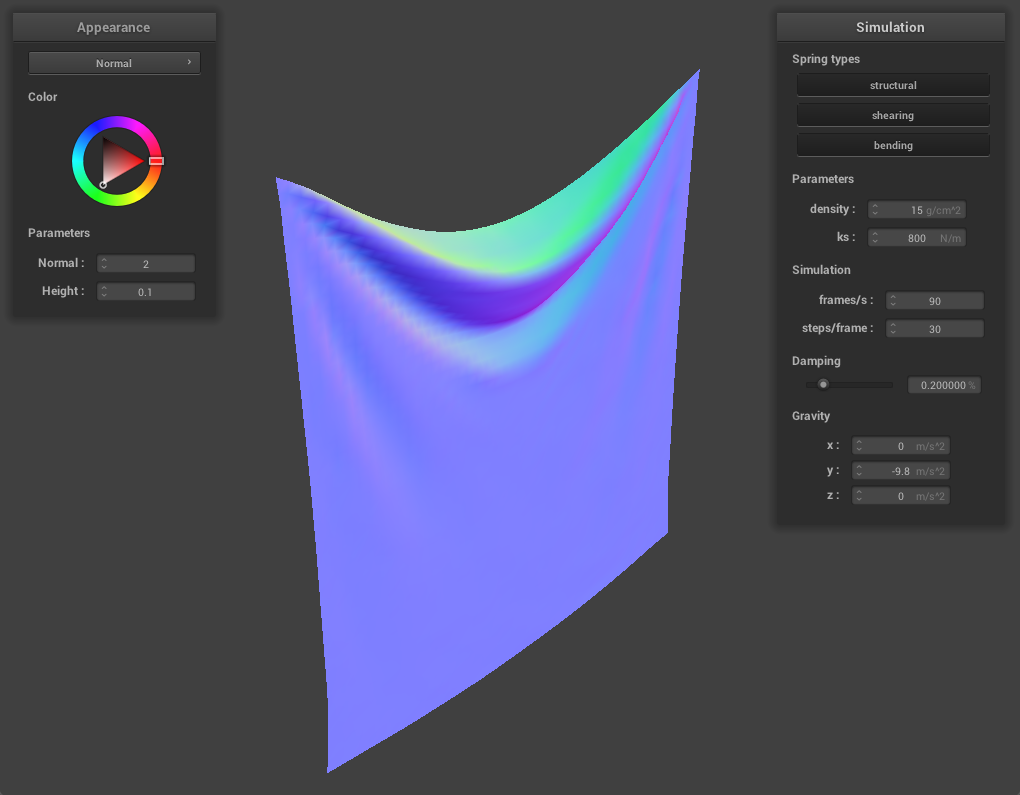 Appearance
Normal ›
Color
Parameters
Normal : 2
Height : 0.1
Simulation
Spring types
structural
shearing
bending
Parameters
density : 15 g/cm^2
ks : 800 N/m
Simulation
frames/s : 90
steps/frame : 30
Damping
0.200000 %
Gravity
x : 0 m/s^2
y : -9.8 m/s^2
z : 0 m/s^2